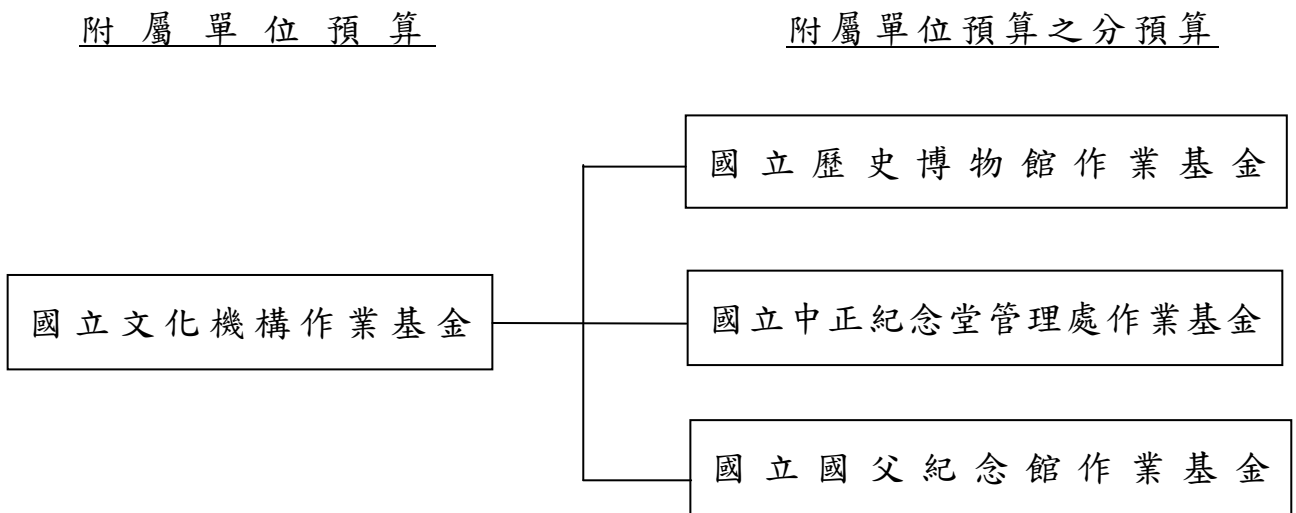 附屬單位預算
附屬單位預算之分預算
國立歷史博物館作業基金
國立文化機構作業基金
國立中正紀念堂管理處作業基金
國立國父紀念館作業基金